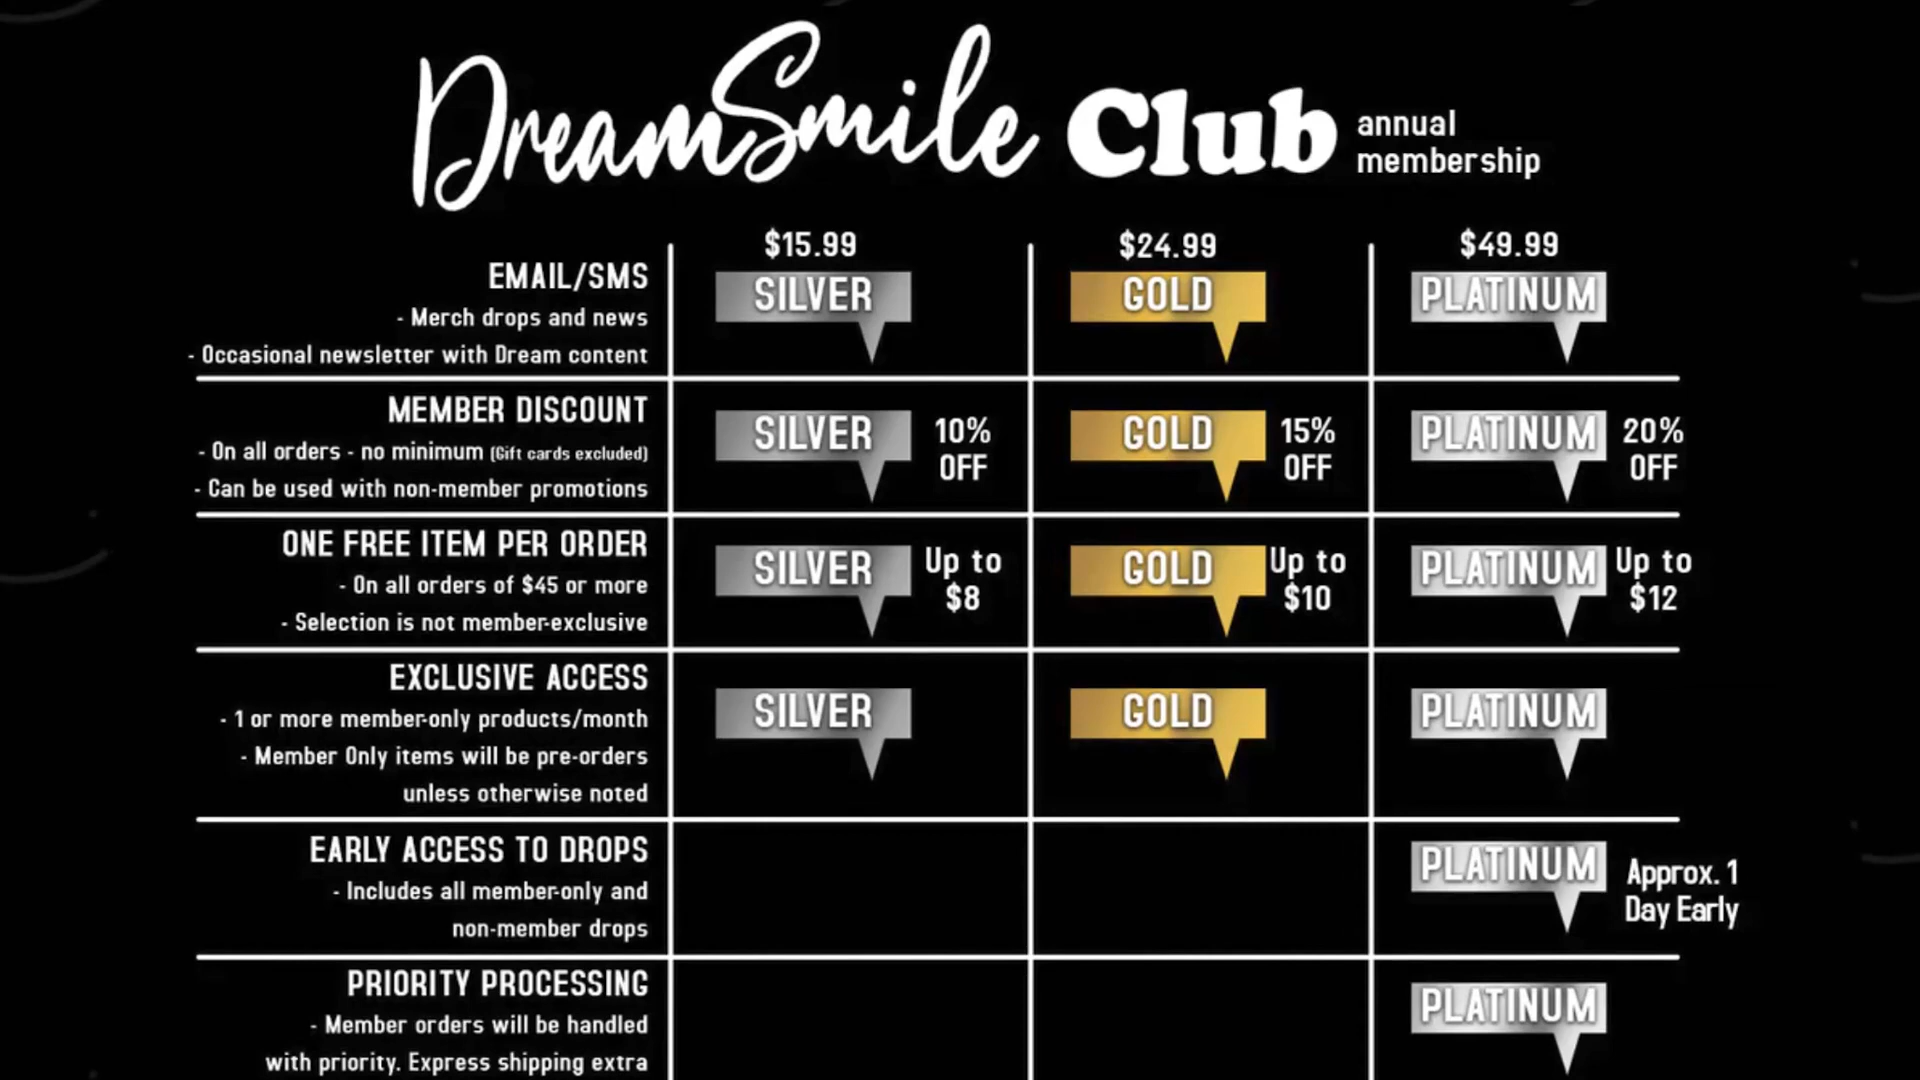 DreamSmile Club annual
membership
$15.99 $24.99 $49.99
EMAIL/SMS SILVER GOLD PLATINUM
- Merch drops and news
- Occasional newsletter with Dream content
MEMBER DISCOUNT SILVER 10% GOLD 15% PLATINUM 20%
- On all orders - no minimum (Gift cards excluded) OFF OFF OFF
- Can be used with non-member promotions
ONE FREE ITEM PER ORDER SILVER Up to GOLD Up to PLATINUM Up to
- On all orders of $45 or more $8 $10 $12
- Selection is not member-exclusive
EXCLUSIVE ACCESS SILVER GOLD PLATINUM
- 1 or more member-only products/month
- Member Only items will be pre-orders
unless otherwise noted
EARLY ACCESS TO DROPS PLATINUM Approx. 1
- Includes all member-only and Day Early
non-member drops
PRIORITY PROCESSING PLATINUM
- Member orders will be handled
with priority. Express shipping extra